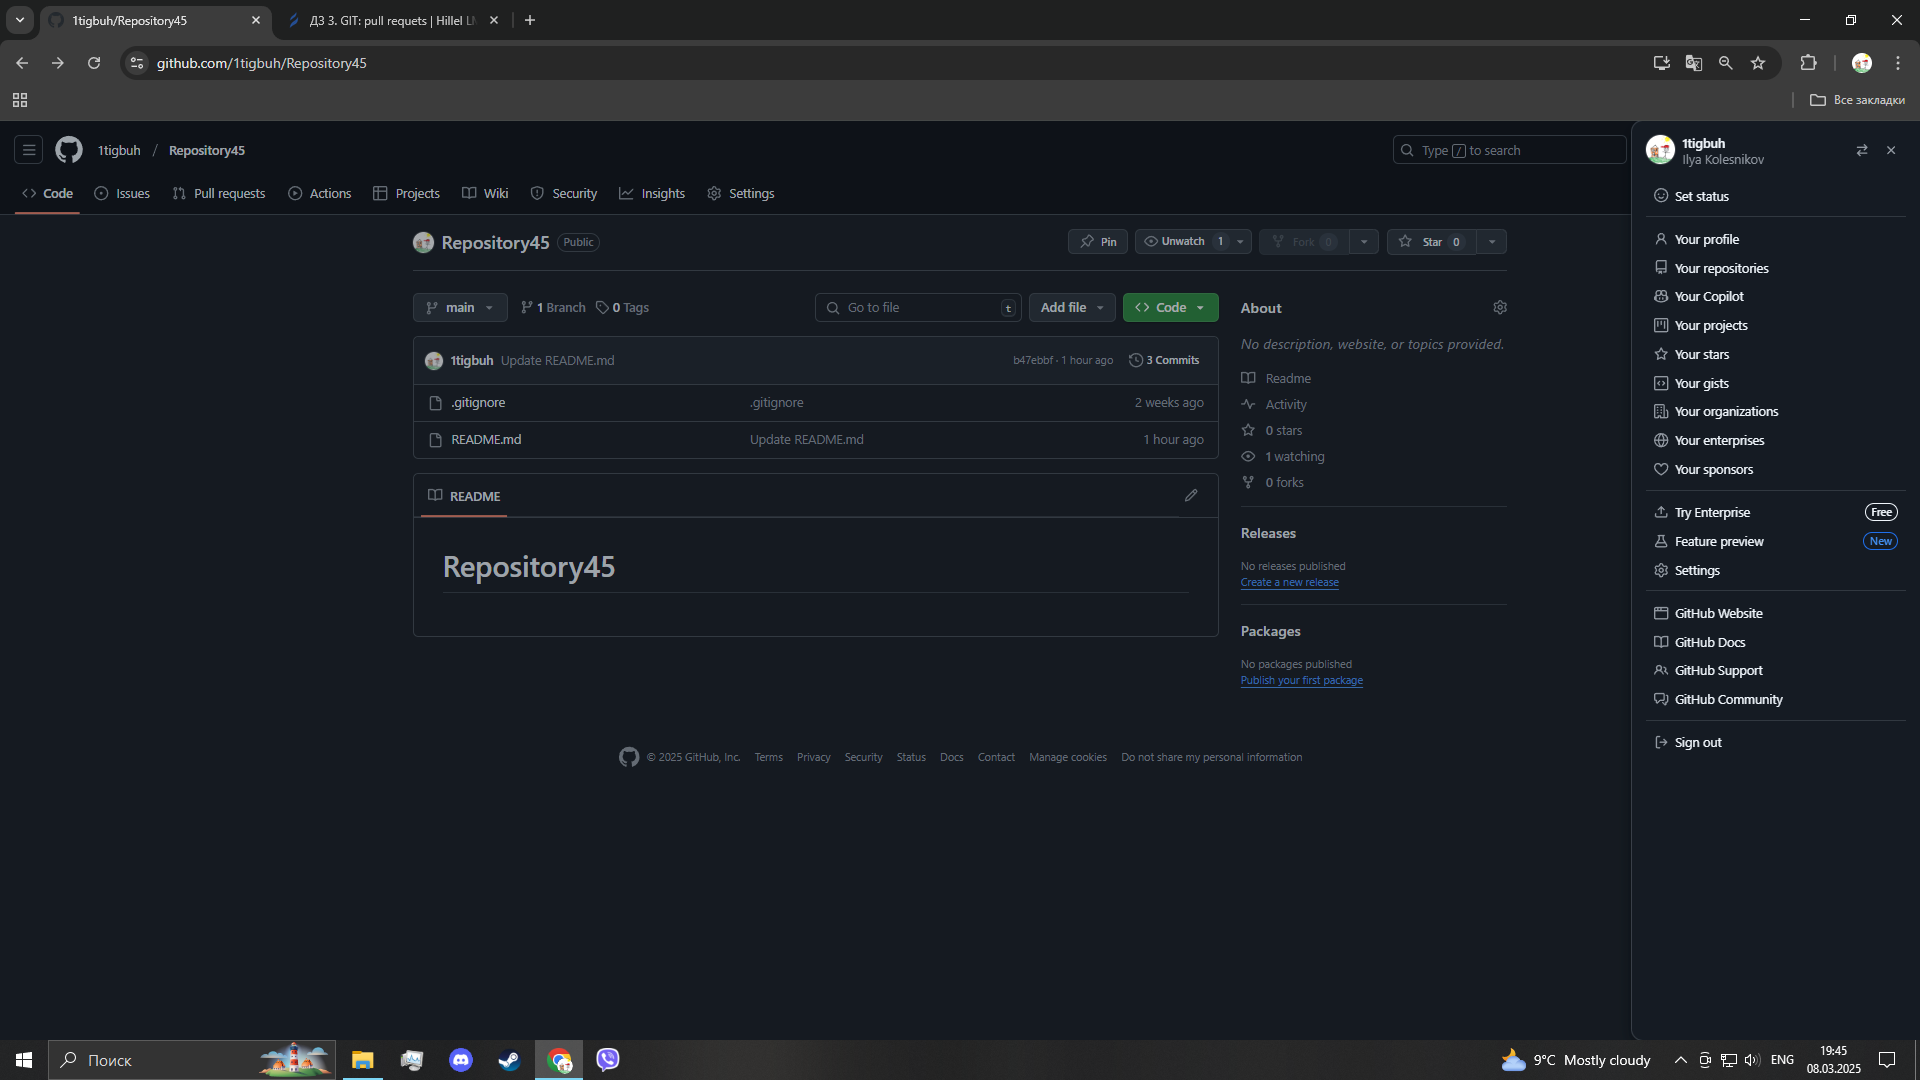 1tigbuh/Repository45
ДЗ 3. GIT: pull requets | Hillel LM
github.com/1tigbuh/Repository45
Все закладки
1tigbuh / Repository45
Type / to search
Code Issues Pull requests Actions Projects Wiki Security Insights Settings
Repository45 Public
Pin Unwatch 1 Fork 0 Star 0
main 1 Branch 0 Tags
Go to file t Add file Code
1tigbuh Update README.md b47ebbf · 1 hour ago 3 Commits
.gitignore .gitignore 2 weeks ago
README.md Update README.md 1 hour ago
README
Repository45
About
No description, website, or topics provided.
Readme
Activity
0 stars
1 watching
0 forks
Releases
No releases published
Create a new release
Packages
No packages published
Publish your first package
© 2025 GitHub, Inc. Terms Privacy Security Status Docs Contact Manage cookies Do not share my personal information
1tigbuh
Ilya Kolesnikov
Set status
Your profile
Your repositories
Your Copilot
Your projects
Your stars
Your gists
Your organizations
Your enterprises
Your sponsors
Try Enterprise Free
Feature preview New
Settings
GitHub Website
GitHub Docs
GitHub Support
GitHub Community
Sign out
Поиск
9°C Mostly cloudy
ENG
19:45
08.03.2025